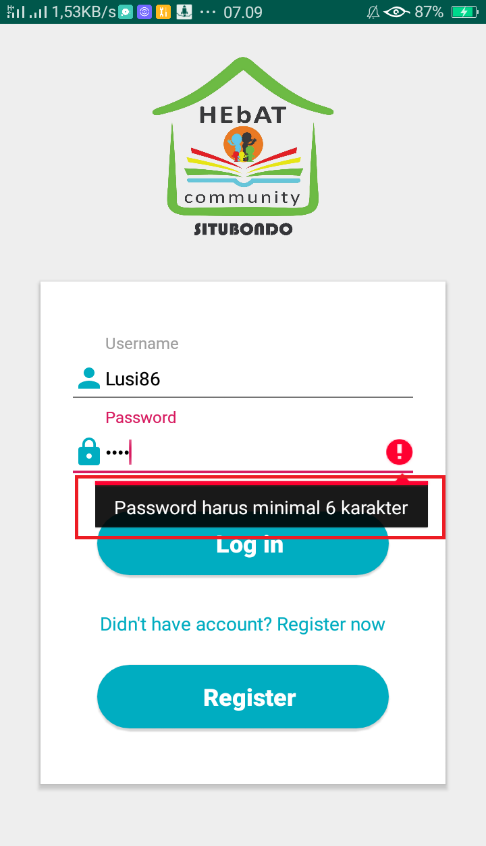 1,53KB/s ... 07.09 87%
HEbAT
community
SITUBONDO
Username
Lusi86
Password
••••
Password harus minimal 6 karakter
Log in
Didn't have account? Register now
Register